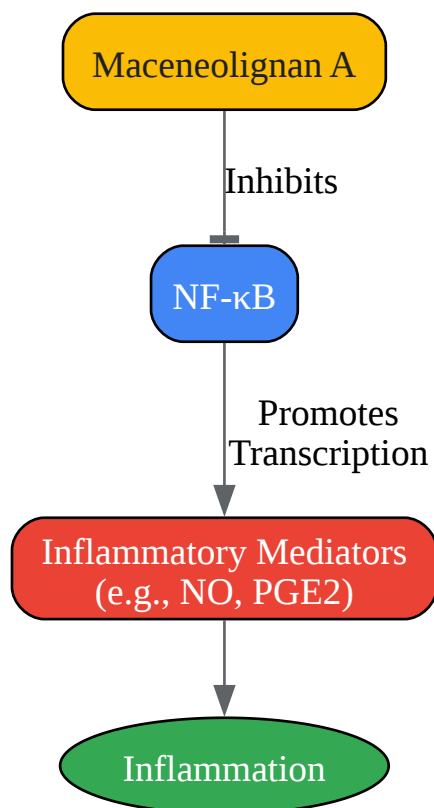 Maceneolignan A
Inhibits
NF-κB
Promotes
Transcription
Inflammatory Mediators
(e.g., NO, PGE2)
Inflammation